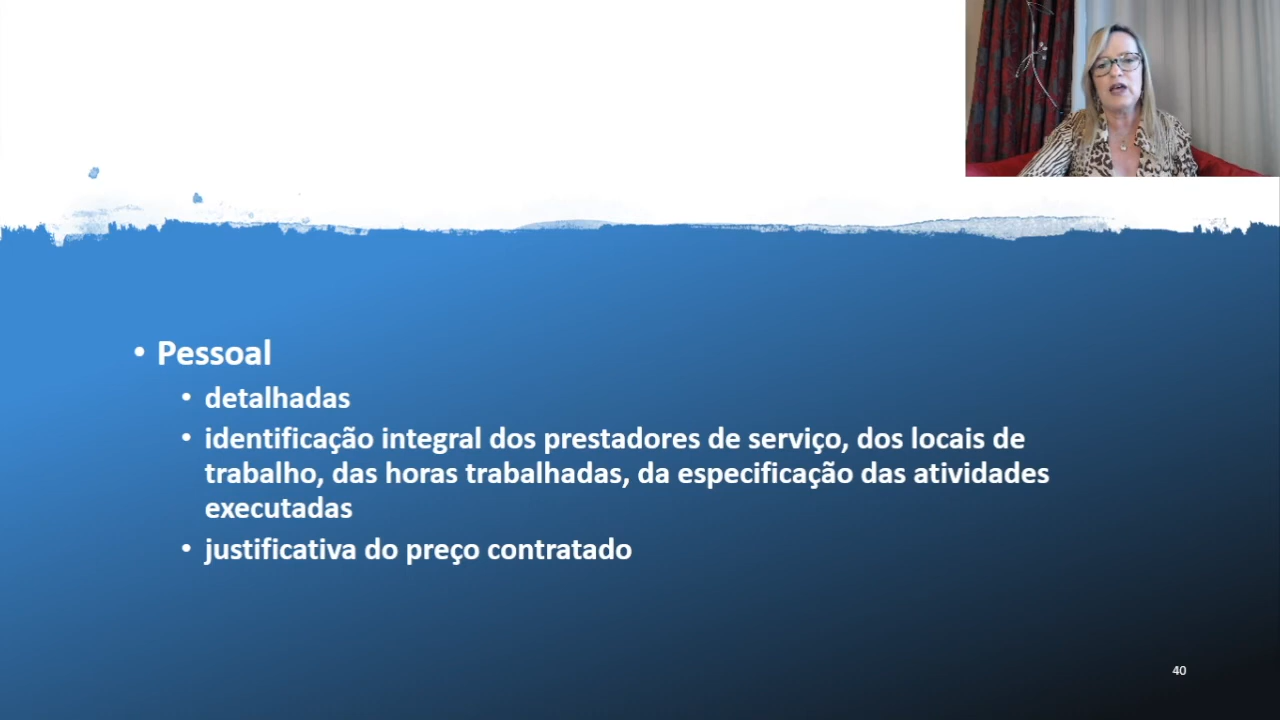 • Pessoal
• detalhadas
• identificação integral dos prestadores de serviço, dos locais de
trabalho, das horas trabalhadas, da especificação das atividades
executadas
• justificativa do preço contratado
40